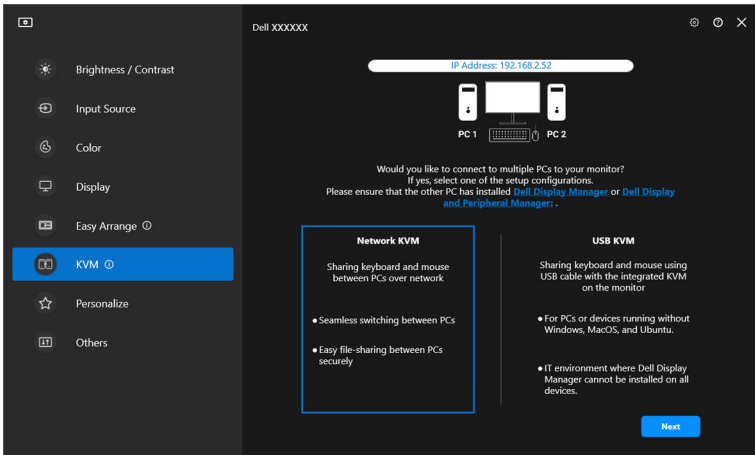 Dell XXXXXX
Brightness / Contrast
Input Source
Color
Display
Easy Arrange
KVM
Personalize
Others
IP Address: 192.168.2.52
PC 1
PC 2
Would you like to connect to multiple PCs to your monitor?
If yes, select one of the setup configurations.
Please ensure that the other PC has installed Dell Display Manager or Dell Display
and Peripheral Manager: .
Network KVM
Sharing keyboard and mouse
between PCs over network
● Seamless switching between PCs
● Easy file-sharing between PCs
securely
USB KVM
Sharing keyboard and mouse using
USB cable with the integrated KVM
on the monitor
● For PCs or devices running without
Windows, MacOS, and Ubuntu.
● IT environment where Dell Display
Manager cannot be installed on all
devices.
Next